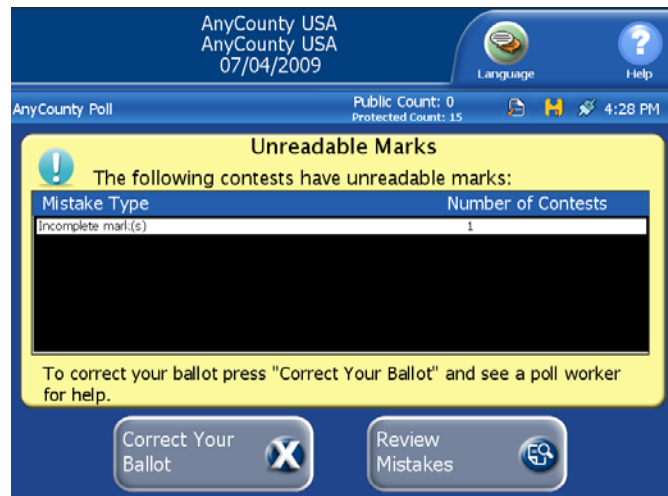 AnyCounty USA
AnyCounty USA
07/04/2009
Language
Help
AnyCounty Poll
Public Count: 0
Protected Count: 15
4:28 PM
Unreadable Marks
The following contests have unreadable marks:
Mistake Type Number of Contests
Incomplete mark(s) 1
To correct your ballot press "Correct Your Ballot" and see a poll worker
for help.
Correct Your
Ballot
Review
Mistakes